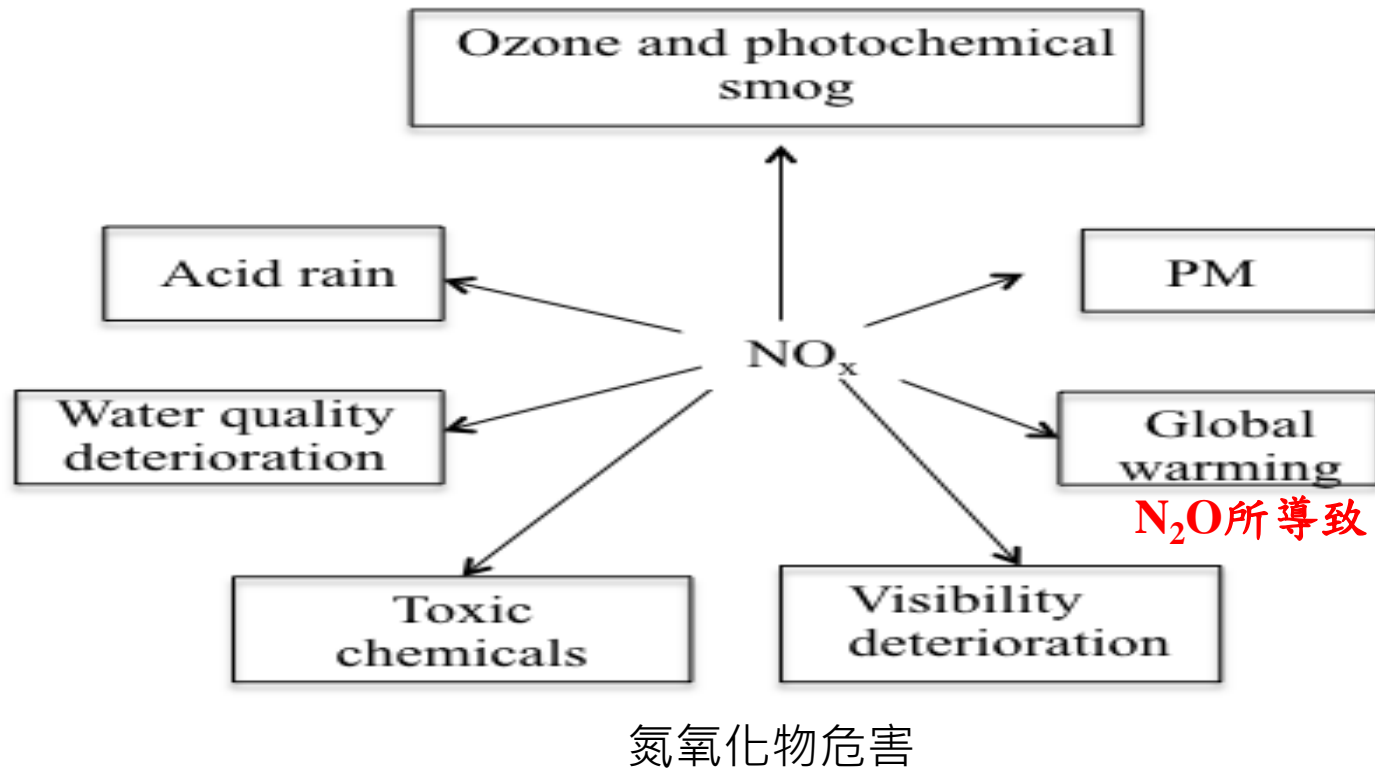 Ozone and photochemical
smog
Acid rain
PM
NOₓ
Water quality
deterioration
Global
warming
N₂O所導致
Toxic
chemicals
Visibility
deterioration
氮氧化物危害